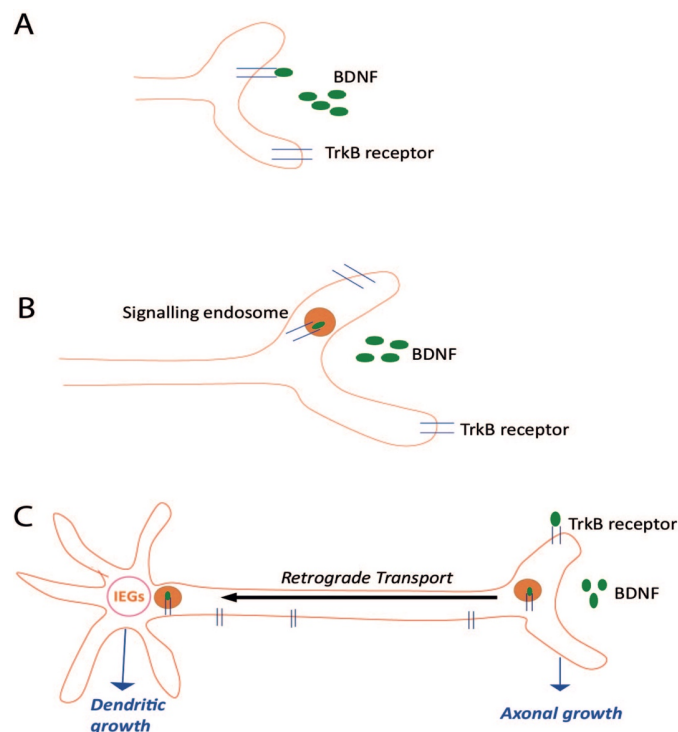 A
BDNF
TrkB receptor
B
Signalling endosome
BDNF
TrkB receptor
C
TrkB receptor
Retrograde Transport
IEGs
BDNF
Dendritic
growth
Axonal growth